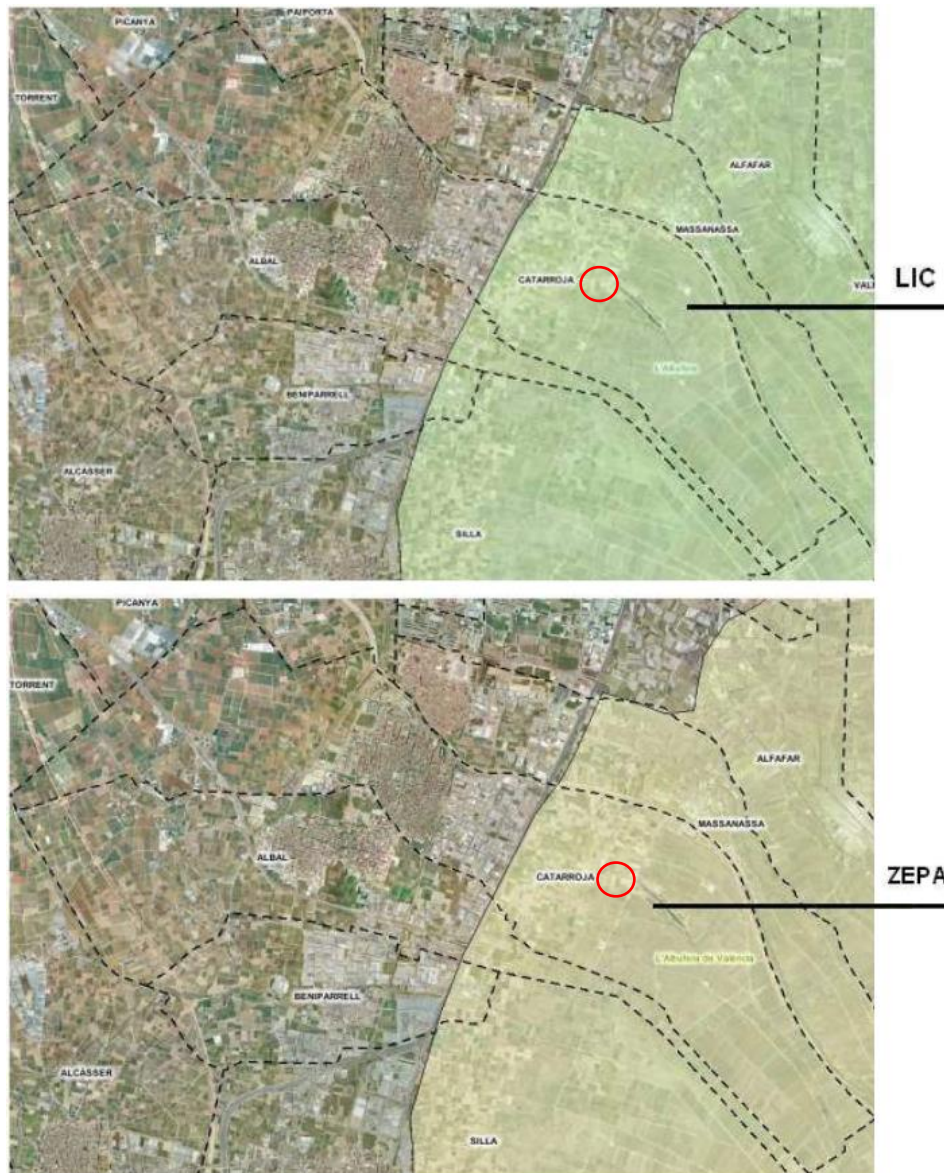 PICANYA
PAIPORTA
TORRENT
ALFAFAR
MASSANASSA
ALBAL
CATARROJA
LIC
VAL
L'Albufera
BENIPARRELL
ALCASSER
SILLA
PICANYA
TORRENT
ALFAFAR
MASSANASSA
ALBAL
CATARROJA
ZEPA
L'Albufera de València
BENIPARRELL
ALCASSER
SILLA